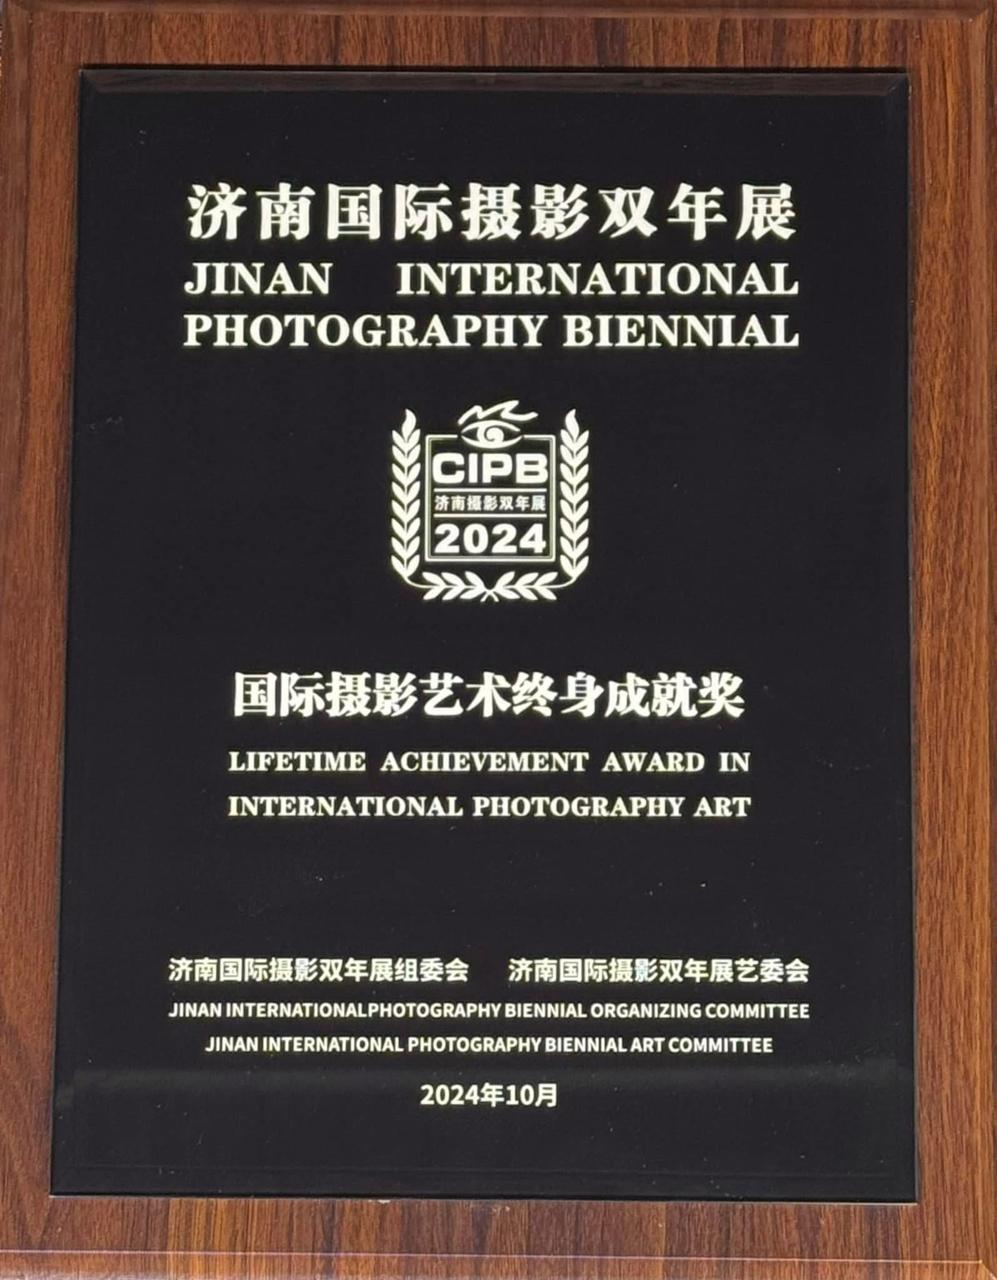 济南国际摄影双年展
JINAN INTERNATIONAL
PHOTOGRAPHY BIENNIAL
CIPB
济南摄影双年展
2024
国际摄影艺术终身成就奖
LIFETIME ACHIEVEMENT AWARD IN
INTERNATIONAL PHOTOGRAPHY ART
济南国际摄影双年展组委会 济南国际摄影双年展艺委会
JINAN INTERNATIONALPHOTOGRAPHY BIENNIAL ORGANIZING COMMITTEE
JINAN INTERNATIONAL PHOTOGRAPHY BIENNIAL ART COMMITTEE
2024年10月